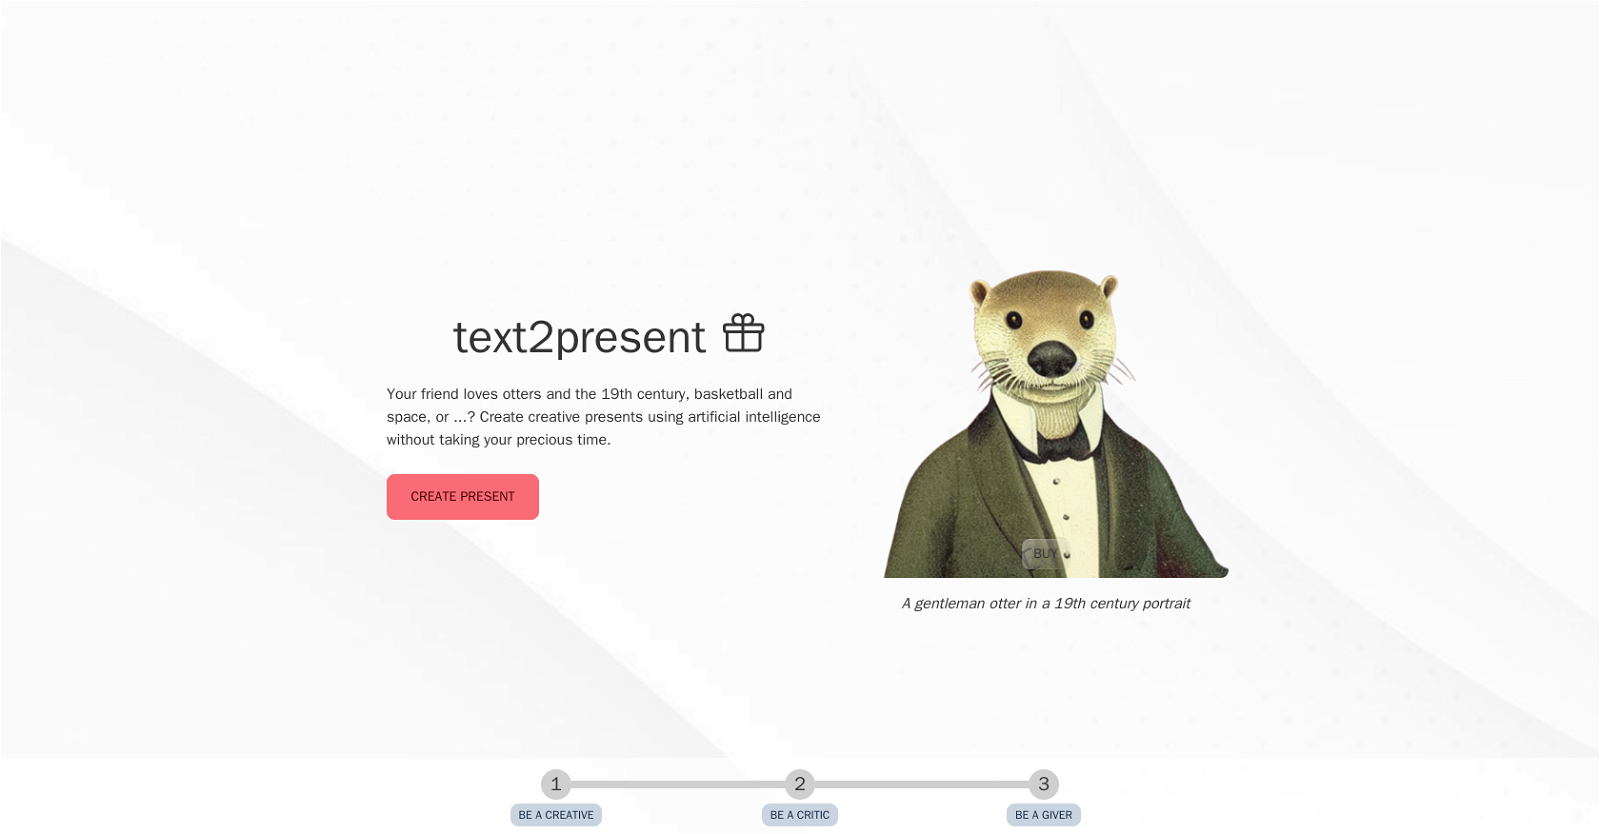 text2present
Your friend loves otters and the 19th century, basketball and
space, or ...? Create creative presents using artificial intelligence
without taking your precious time.
CREATE PRESENT
BUY
A gentleman otter in a 19th century portrait
1
2
3
BE A CREATIVE
BE A CRITIC
BE A GIVER